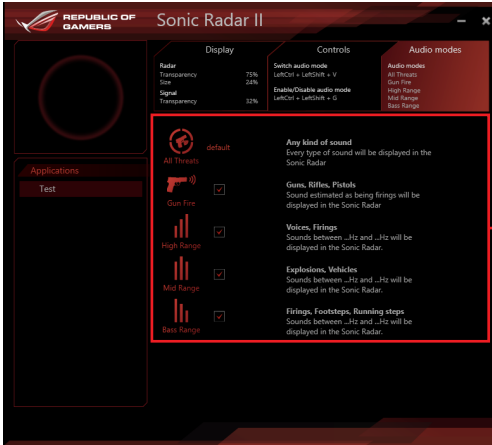 REPUBLIC OF
GAMERS
Sonic Radar II
Display
Controls
Audio modes
Radar
Transparency 75%
Size 24%
Signal
Transparency 32%
Switch audio mode
LeftCtrl + LeftShift + V
Enable/Disable audio mode
LeftCtrl + LeftShift + G
Audio modes
All Threats
Gun Fire
High Range
Mid Range
Bass Range
Applications
Test
All Threats
default
Any kind of sound
Every type of sound will be displayed in the
Sonic Radar
Gun Fire
Guns, Rifles, Pistols
Sound estimated as being firings will be
displayed in the Sonic Radar
High Range
Voices, Firings
Sounds between ...Hz and ...Hz will be
displayed in the Sonic Radar.
Mid Range
Explosions, Vehicles
Sounds between ...Hz and ...Hz will be
displayed in the Sonic Radar.
Bass Range
Firings, Footsteps, Running steps
Sounds between ...Hz and ...Hz will be
displayed in the Sonic Radar.